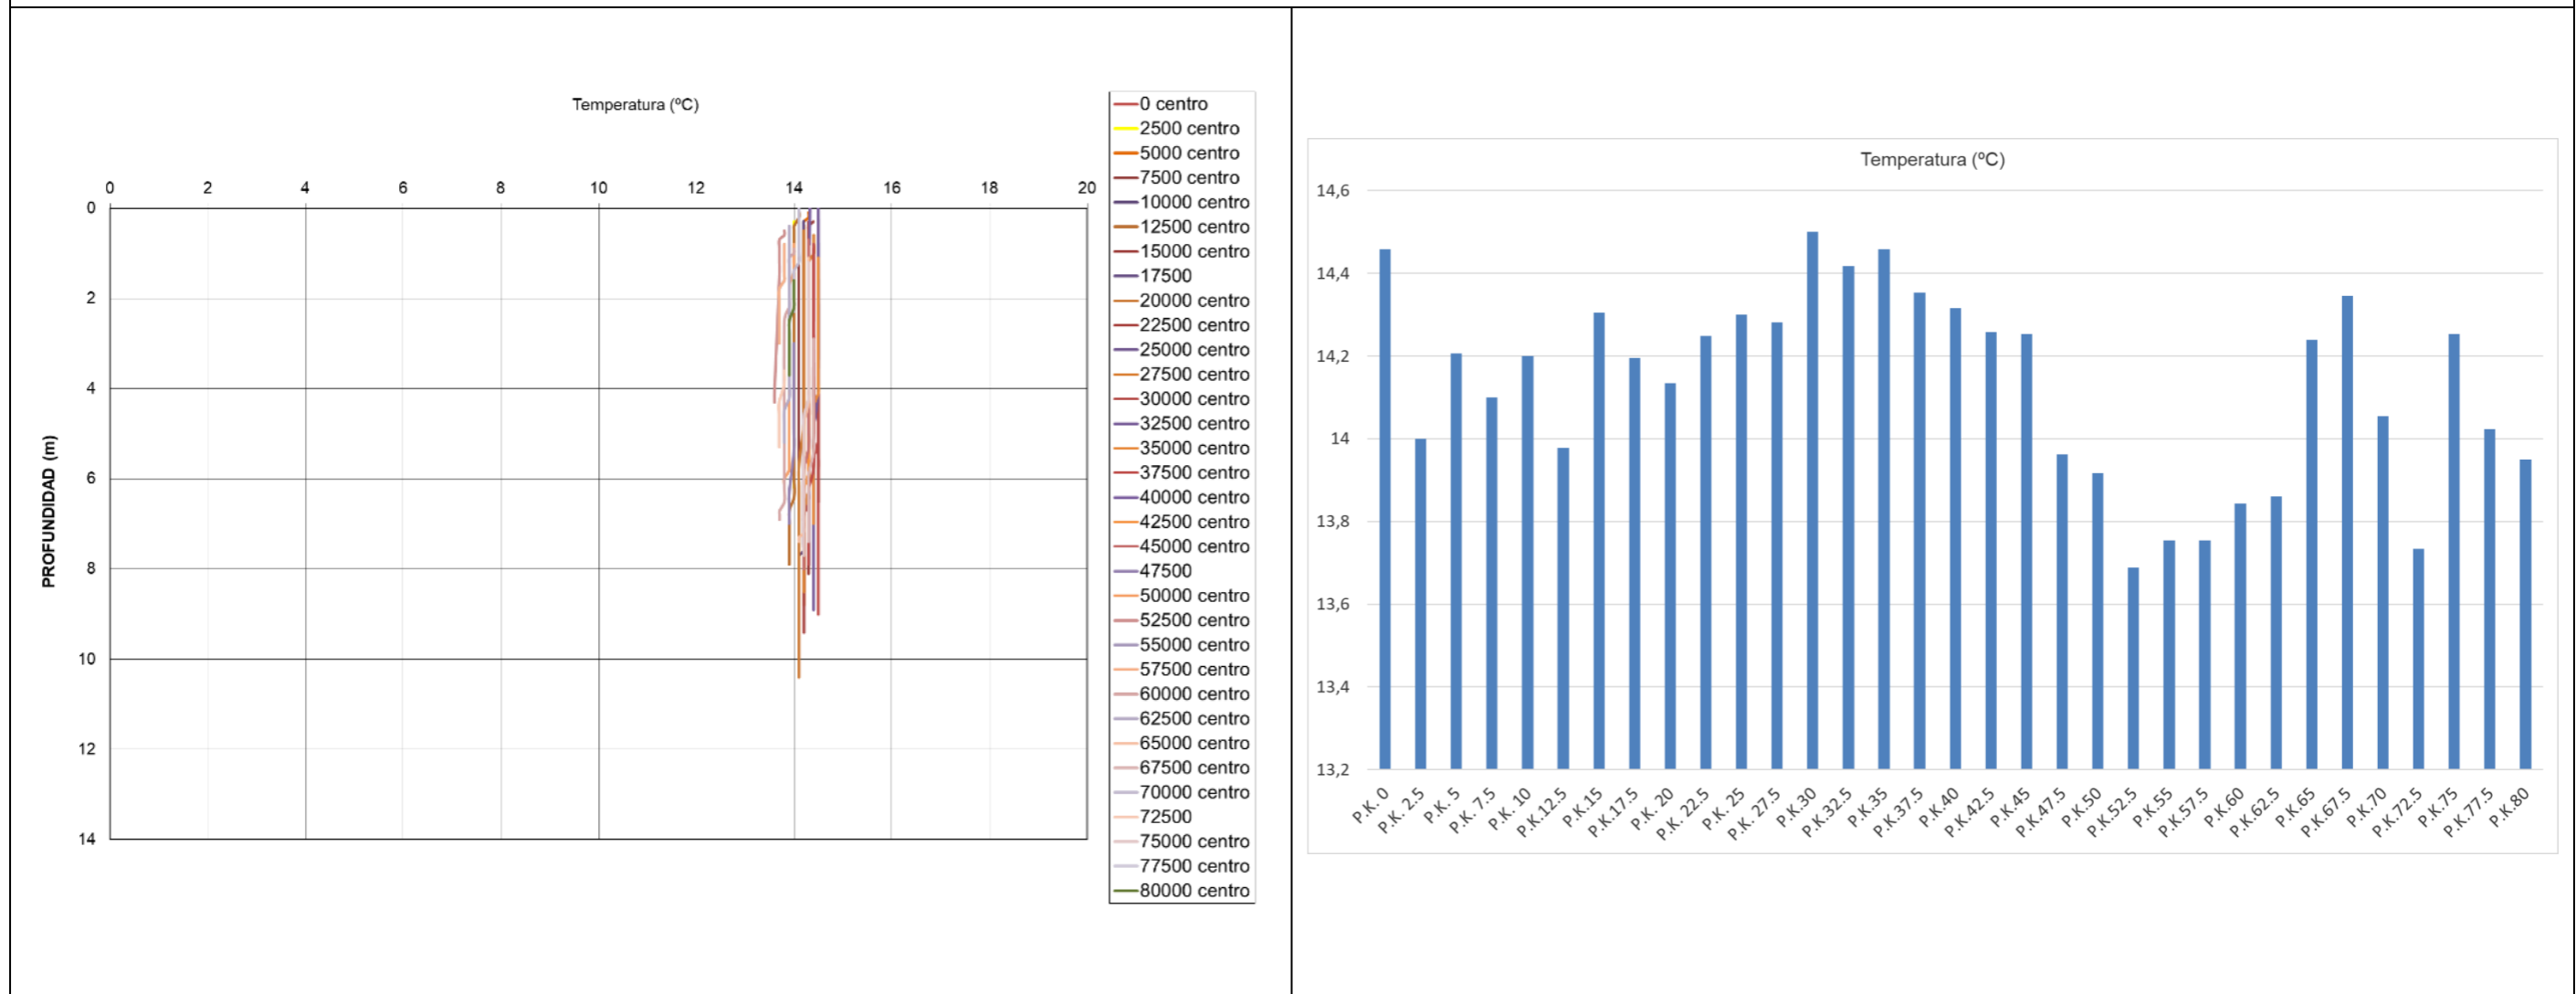 Temperatura (ºC)
0 2 4 6 8 10 12 14 16 18 20
0
2
4
6
8
10
12
14
PROFUNDIDAD (m)
0 centro
2500 centro
5000 centro
7500 centro
10000 centro
12500 centro
15000 centro
17500
20000 centro
22500 centro
25000 centro
27500 centro
30000 centro
32500 centro
35000 centro
37500 centro
40000 centro
42500 centro
45000 centro
47500
50000 centro
52500 centro
55000 centro
57500 centro
60000 centro
62500 centro
65000 centro
67500 centro
70000 centro
72500
75000 centro
77500 centro
80000 centro
Temperatura (ºC)
14,6
14,4
14,2
14
13,8
13,6
13,4
13,2
P.K. 0
P.K. 2.5
P.K. 5
P.K. 7.5
P.K. 10
P.K.12.5
P.K.15
P.K.17.5
P.K. 20
P.K. 22.5
P.K. 25
P.K. 27.5
P.K.30
P.K.32.5
P.K.35
P.K.37.5
P.K.40
P.K.42.5
P.K.45
P.K.47.5
P.K.50
P.K.52.5
P.K.55
P.K.57.5
P.K.60
P.K.62.5
P.K.65
P.K.67.5
P.K.70
P.K.72.5
P.K.75
P.K.77.5
P.K.80